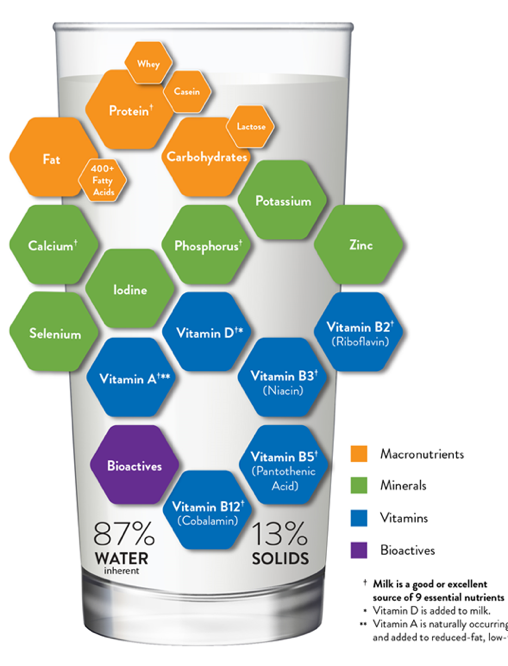 Whey
Casein
Protein†
Lactose
Fat
400+
Fatty
Acids
Carbohydrates
Potassium
Calcium†
Phosphorus†
Zinc
Iodine
Selenium
Vitamin D†*
Vitamin B2†
(Riboflavin)
Vitamin A†**
Vitamin B3†
(Niacin)
Bioactives
Vitamin B5†
(Pantothenic
Acid)
Vitamin B12†
(Cobalamin)
87%
WATER
inherent
13%
SOLIDS
Macronutrients
Minerals
Vitamins
Bioactives
† Milk is a good or excellent
source of 9 essential nutrients
* Vitamin D is added to milk.
** Vitamin A is naturally occurring
and added to reduced-fat, low-